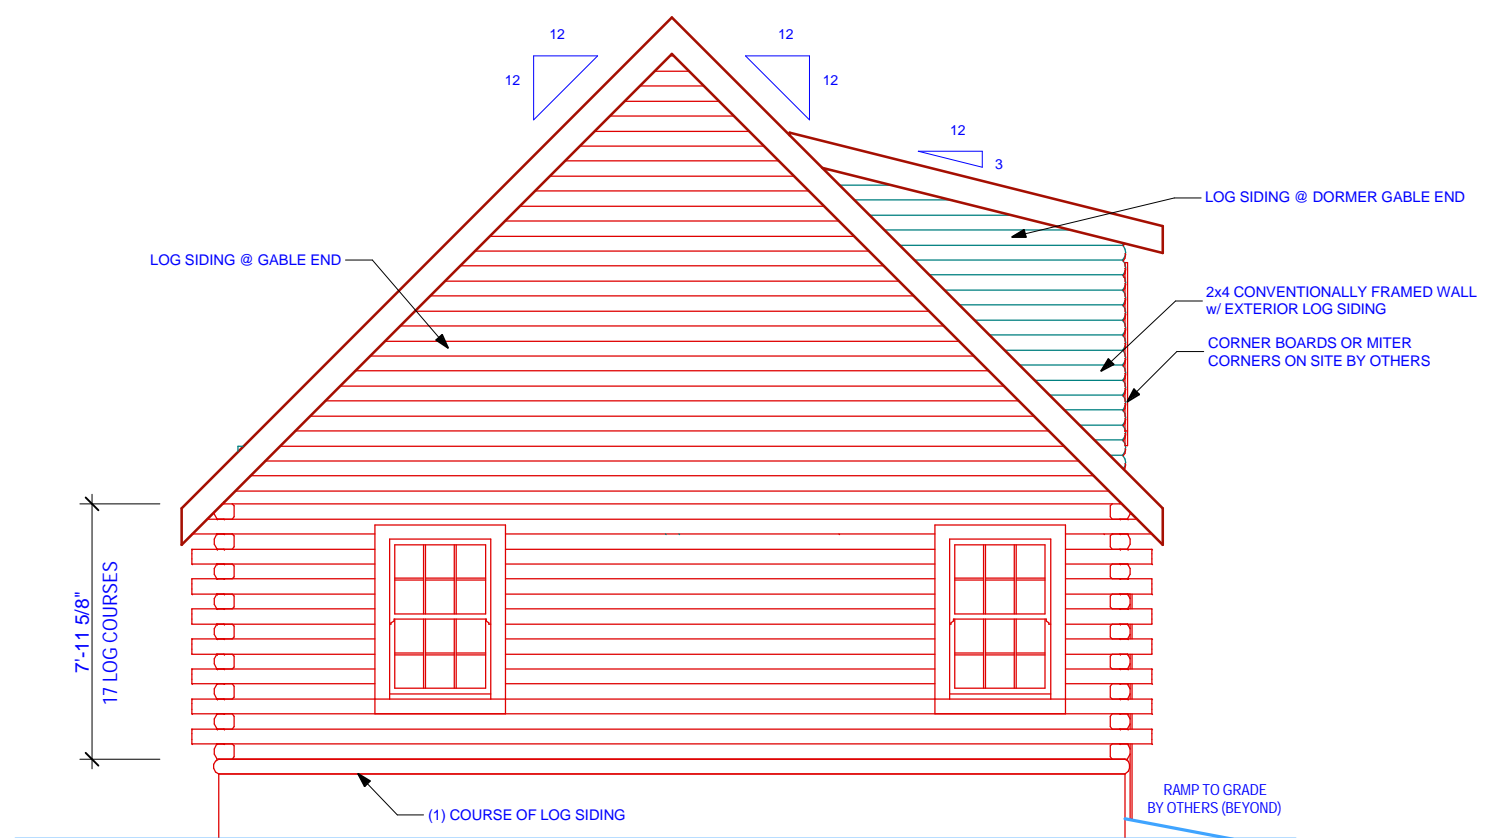 12
12
12
12
12
3
LOG SIDING @ DORMER GABLE END
LOG SIDING @ GABLE END
2x4 CONVENTIONALLY FRAMED WALL
w/ EXTERIOR LOG SIDING
CORNER BOARDS OR MITER
CORNERS ON SITE BY OTHERS
7'-11 5/8"
17 LOG COURSES
(1) COURSE OF LOG SIDING
RAMP TO GRADE
BY OTHERS (BEYOND)